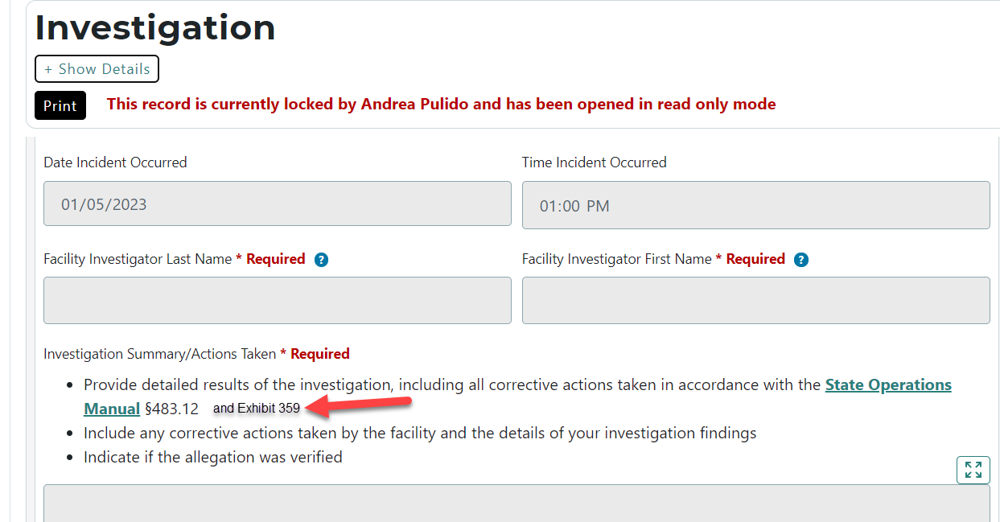 Investigation
+ Show Details
Print This record is currently locked by Andrea Pulido and has been opened in read only mode
Date Incident Occurred Time Incident Occurred
01/05/2023 01:00 PM
Facility Investigator Last Name * Required ? Facility Investigator First Name * Required ?
Investigation Summary/Actions Taken * Required
• Provide detailed results of the investigation, including all corrective actions taken in accordance with the State Operations
Manual §483.12 and Exhibit 359
• Include any corrective actions taken by the facility and the details of your investigation findings
• Indicate if the allegation was verified